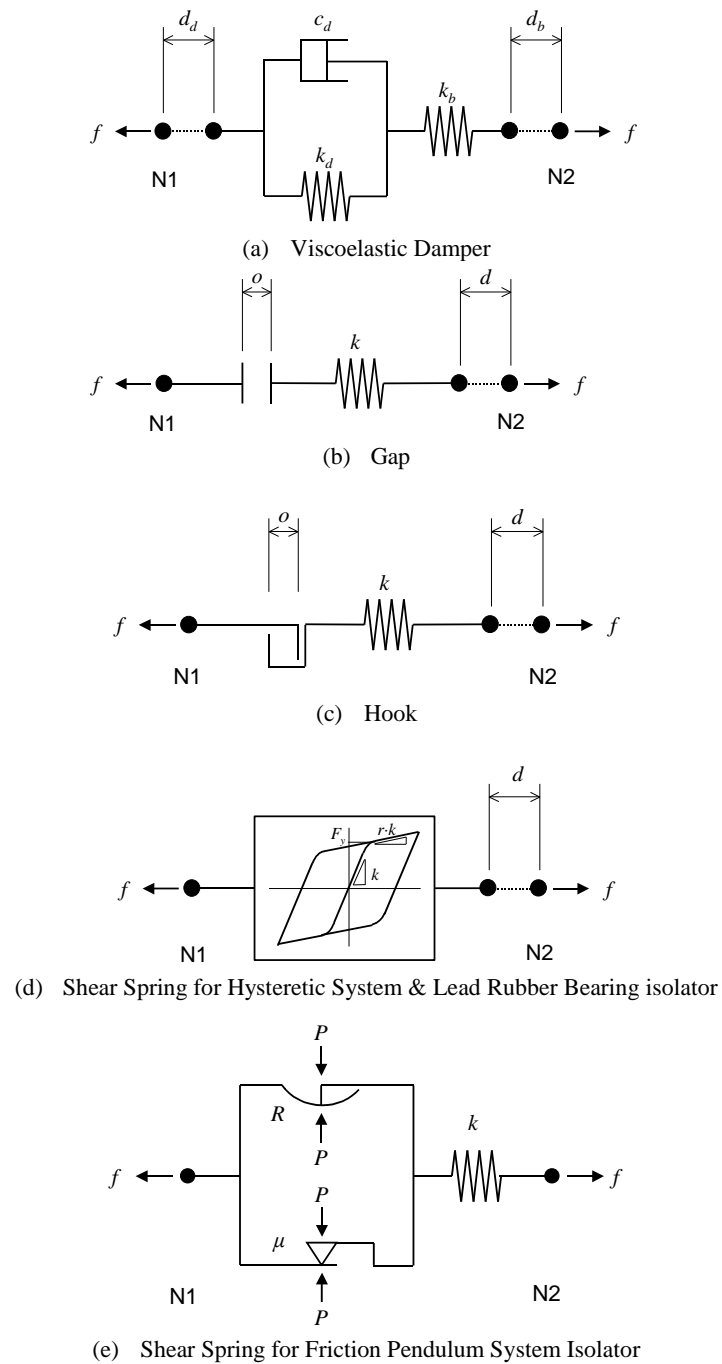 d_d
c_d
d_b
k_b
f
f
k_d
N1
N2
(a) Viscoelastic Damper
o
d
k
f
f
N1
N2
(b) Gap
o
d
k
f
f
N1
N2
(c) Hook
d
F_y
r·k
k
f
f
N1
N2
(d) Shear Spring for Hysteretic System & Lead Rubber Bearing isolator
P
R
k
P
f
f
P
μ
N1
P
N2
(e) Shear Spring for Friction Pendulum System Isolator